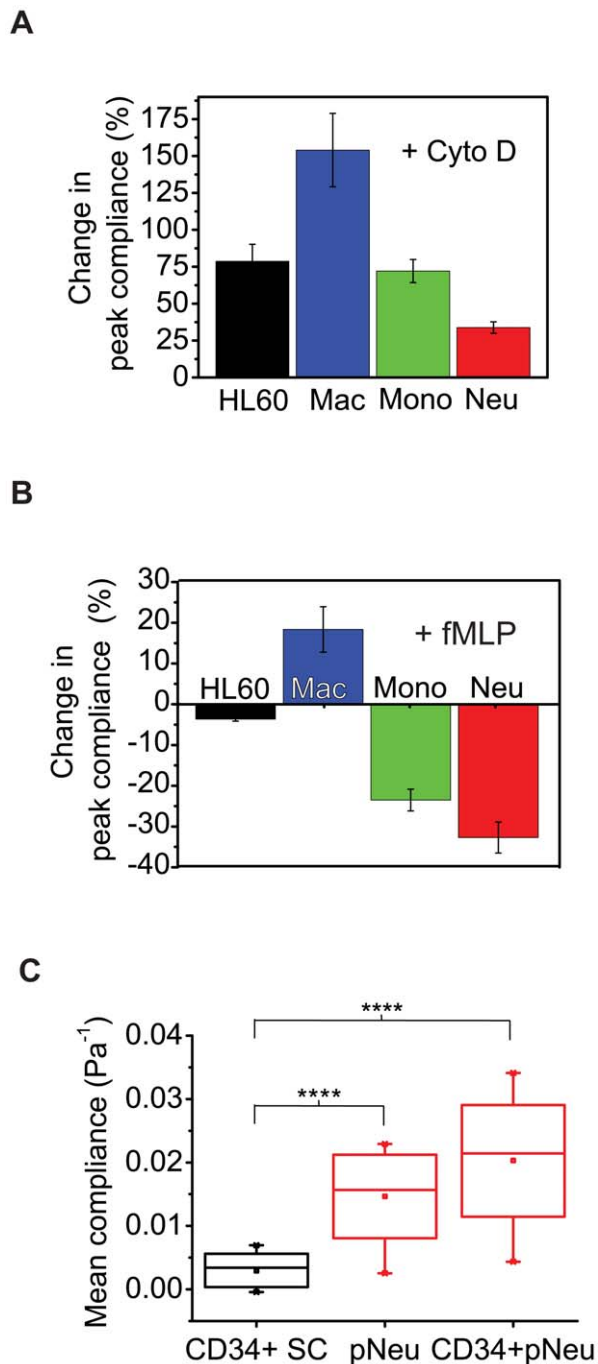 A
Change in
peak compliance (%)
175
150
125
100
75
50
25
0
+ Cyto D
HL60 Mac Mono Neu
B
Change in
peak compliance (%)
30
20
10
0
-10
-20
-30
-40
+ fMLP
HL60 Mac Mono Neu
C
Mean compliance (Pa⁻¹)
0.04
0.03
0.02
0.01
0.00
****
****
CD34+ SC pNeu CD34+pNeu